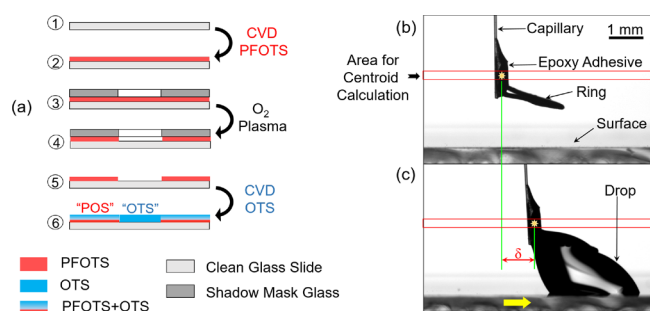 (a)
①
CVD
PFOTS
②
③
O₂
Plasma
④
⑤
CVD
OTS
"POS" "OTS"
⑥
PFOTS
OTS
PFOTS+OTS
Clean Glass Slide
Shadow Mask Glass
(b)
Capillary
1 mm
Area for
Centroid
Calculation
Epoxy Adhesive
Ring
Surface
(c)
Drop
δ